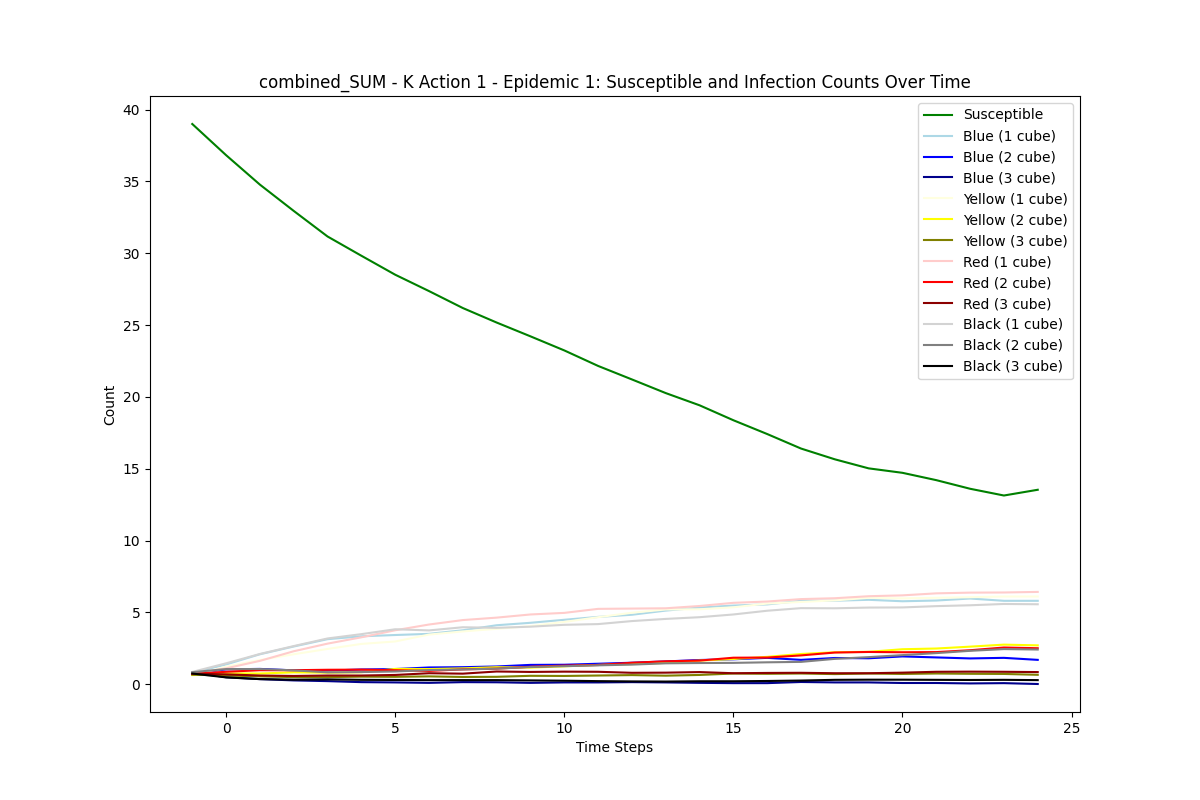 combined_SUM - K Action 1 - Epidemic 1: Susceptible and Infection Counts Over Time
40
35
30
25
20
15
10
5
0
Count
Susceptible
Blue (1 cube)
Blue (2 cube)
Blue (3 cube)
Yellow (1 cube)
Yellow (2 cube)
Yellow (3 cube)
Red (1 cube)
Red (2 cube)
Red (3 cube)
Black (1 cube)
Black (2 cube)
Black (3 cube)
0 5 10 15 20 25
Time Steps